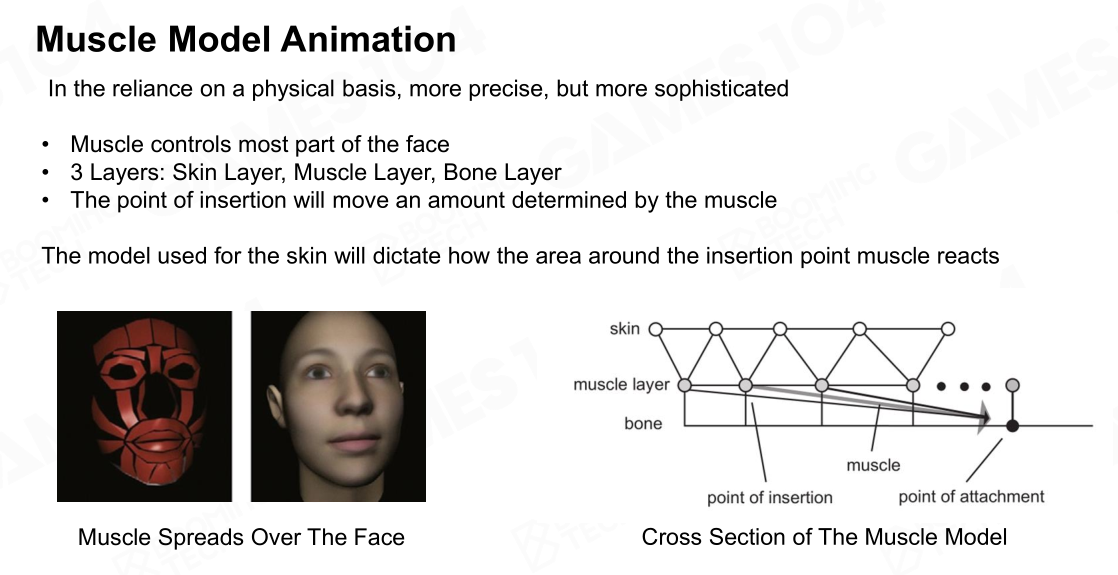 Muscle Model Animation
In the reliance on a physical basis, more precise, but more sophisticated
• Muscle controls most part of the face
• 3 Layers: Skin Layer, Muscle Layer, Bone Layer
• The point of insertion will move an amount determined by the muscle
The model used for the skin will dictate how the area around the insertion point muscle reacts
skin
muscle layer
bone
muscle
point of insertion
point of attachment
Muscle Spreads Over The Face
Cross Section of The Muscle Model
GAMES104
BOOMING TECH